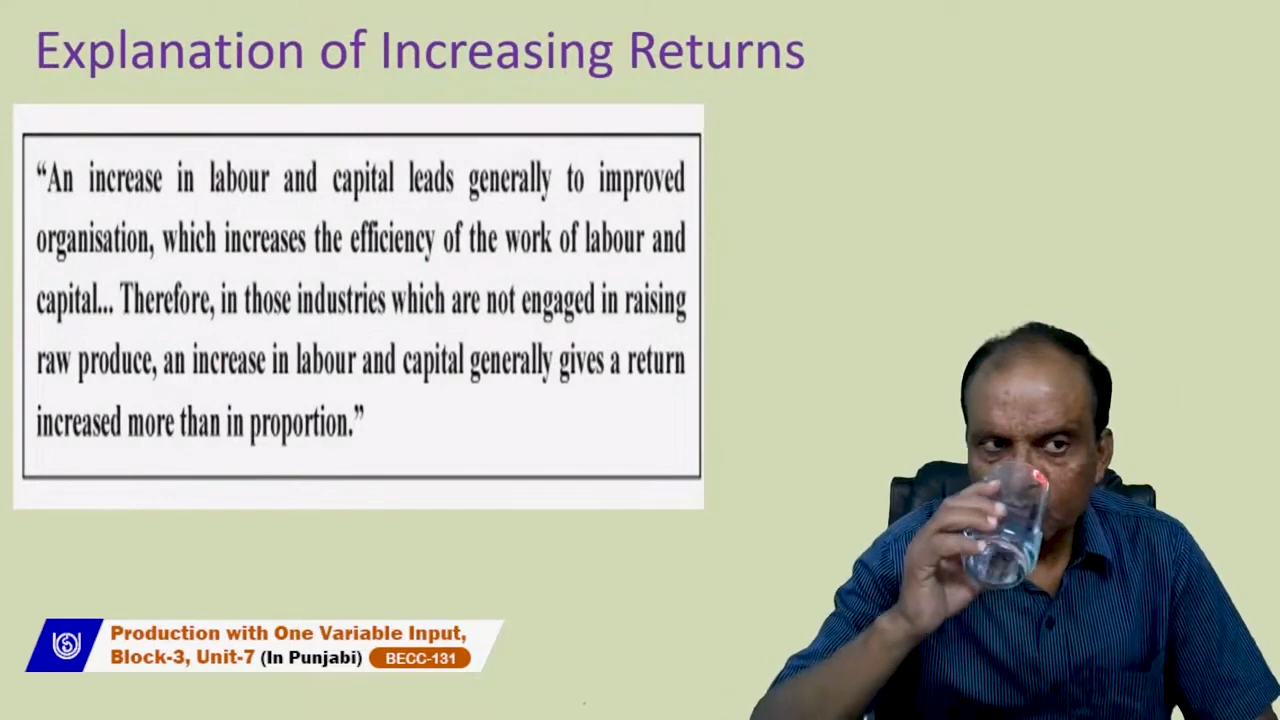 Explanation of Increasing Returns
“An increase in labour and capital leads generally to improved
organisation, which increases the efficiency of the work of labour and
capital... Therefore, in those industries which are not engaged in raising
raw produce, an increase in labour and capital generally gives a return
increased more than in proportion.”
Production with One Variable Input,
Block-3, Unit-7 (In Punjabi) BECC-131